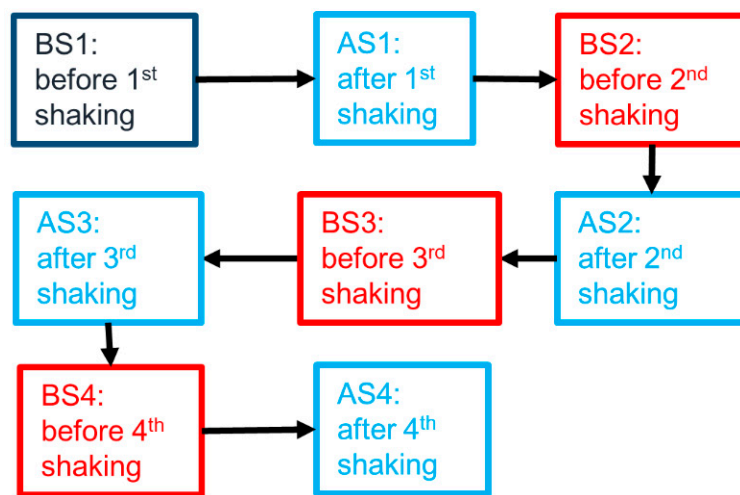 BS1:
before 1st
shaking
AS1:
after 1st
shaking
BS2:
before 2nd
shaking
AS2:
after 2nd
shaking
BS3:
before 3rd
shaking
AS3:
after 3rd
shaking
BS4:
before 4th
shaking
AS4:
after 4th
shaking